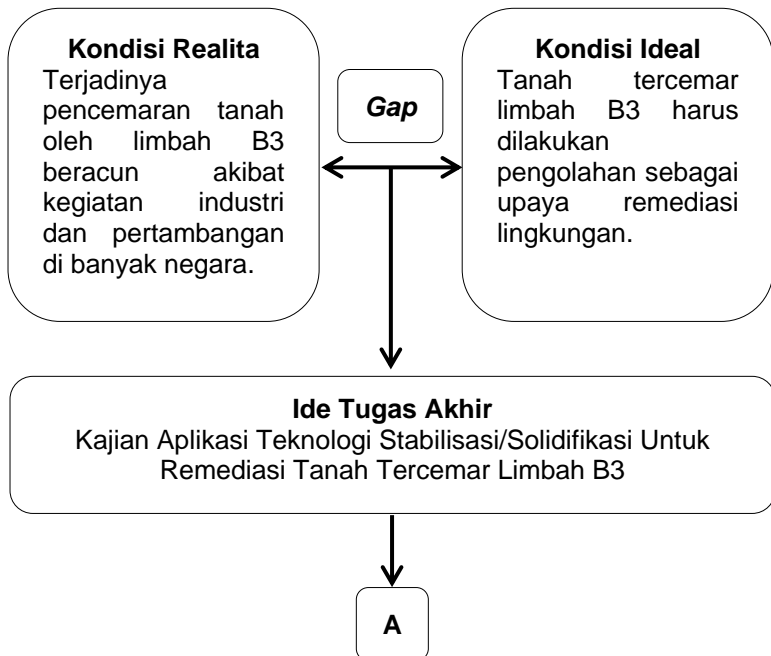 Kondisi Realita
Terjadinya
pencemaran tanah
oleh limbah B3
beracun akibat
kegiatan industri
dan pertambangan
di banyak negara.
Gap
Kondisi Ideal
Tanah tercemar
limbah B3 harus
dilakukan
pengolahan sebagai
upaya remediasi
lingkungan.
Ide Tugas Akhir
Kajian Aplikasi Teknologi Stabilisasi/Solidifikasi Untuk
Remediasi Tanah Tercemar Limbah B3
A